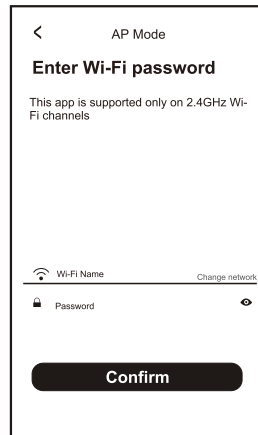 AP Mode
Enter Wi-Fi password
This app is supported only on 2.4GHz Wi-
Fi channels
Wi-Fi Name
Change network
Password
Confirm